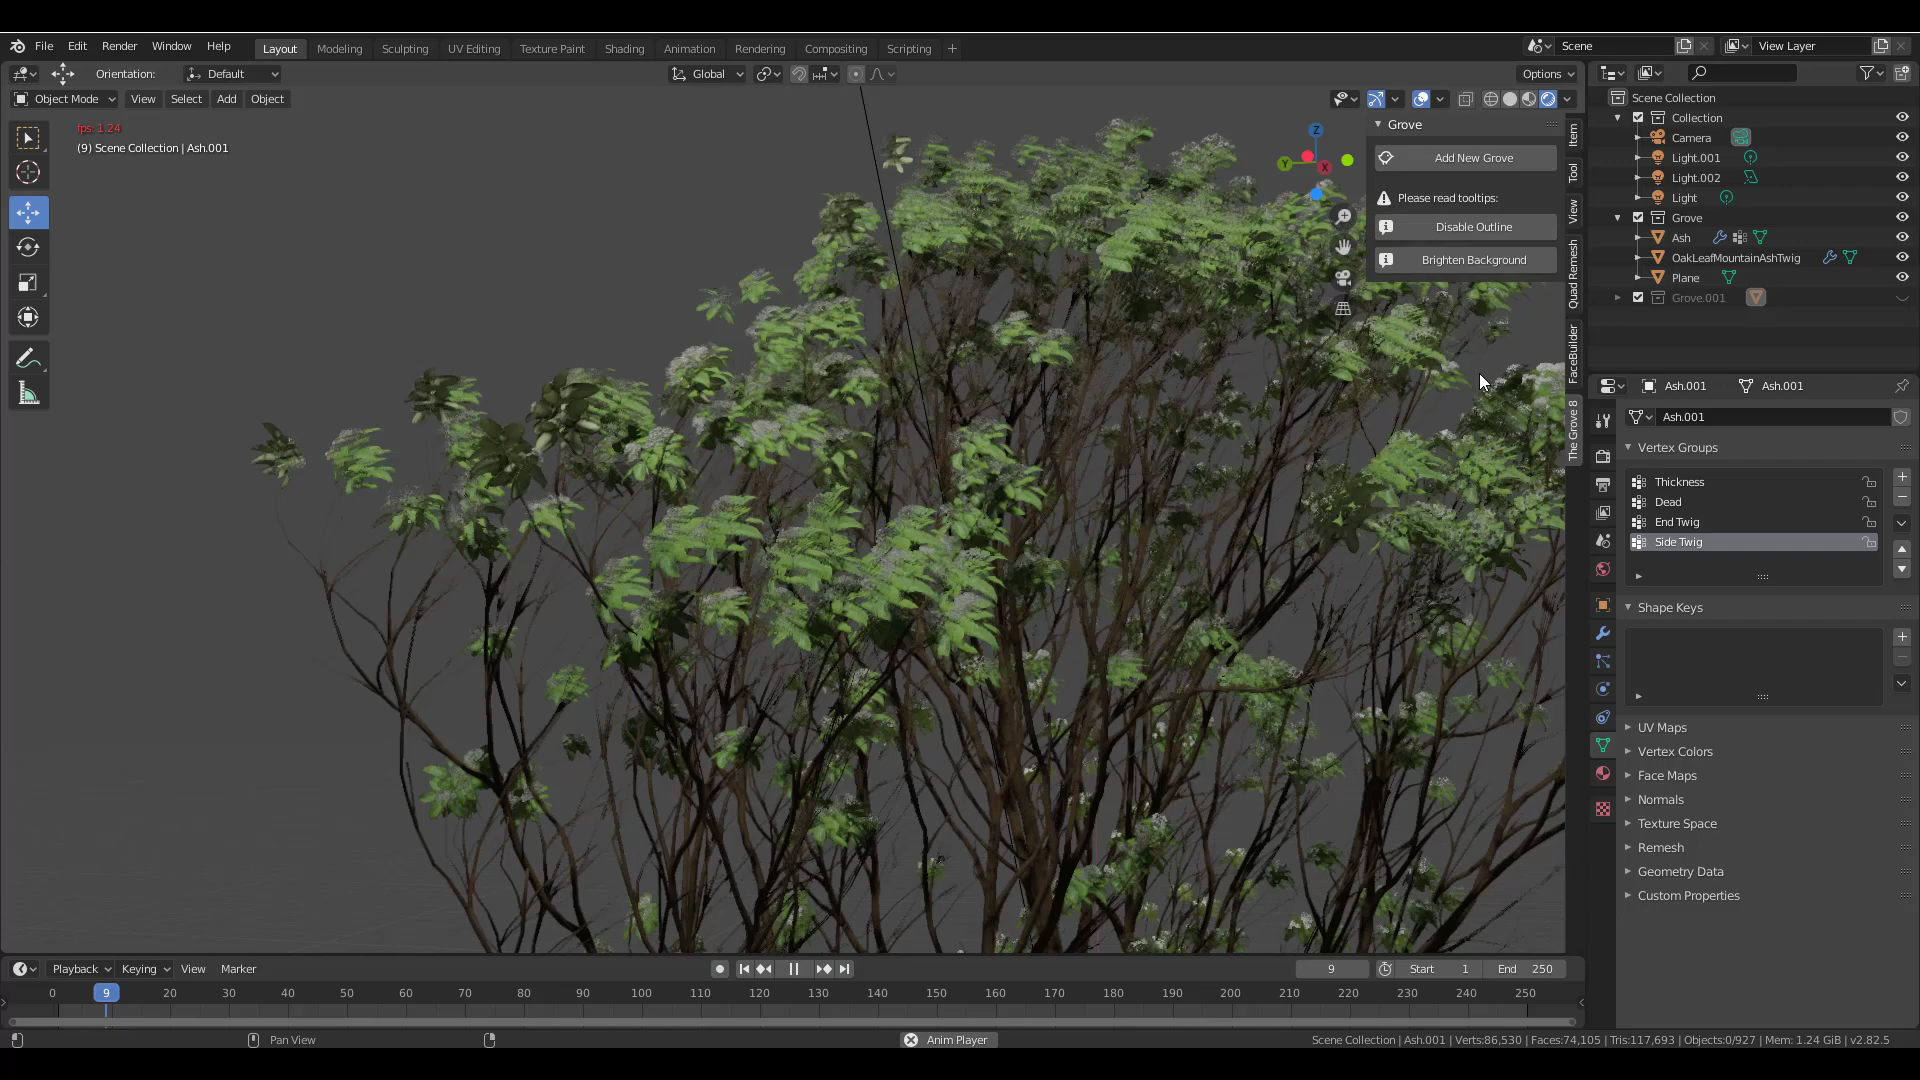 File Edit Render Window Help Layout Modeling Sculpting UV Editing Texture Paint Shading Animation Rendering Compositing Scripting Scene View Layer
Orientation: Default Global Options
Object Mode View Select Add Object
fps: 1.24
(9) Scene Collection | Ash.001
Z
Y
X
Grove
Add New Grove
Please read tooltips:
Disable Outline
Brighten Background
Item
Tool
View
Quad Remesh
FaceBuilder
The Grove 8
Scene Collection
Collection
Camera
Light.001
Light.002
Light
Grove
Ash
OakLeafMountainAshTwig
Plane
Grove.001
Ash.001 Ash.001
Ash.001
Vertex Groups
Thickness
Dead
End Twig
Side Twig
Shape Keys
UV Maps
Vertex Colors
Face Maps
Normals
Texture Space
Remesh
Geometry Data
Custom Properties
Playback Keying View Marker 9 Start 1 End 250
0 9 20 30 40 50 60 70 80 90 100 110 120 130 140 150 160 170 180 190 200 210 220 230 240 250
Pan View Anim Player Scene Collection | Ash.001 | Verts:86,530 | Faces:74,105 | Tris:117,693 | Objects:0/927 | Mem: 1.24 GiB | v2.82.5